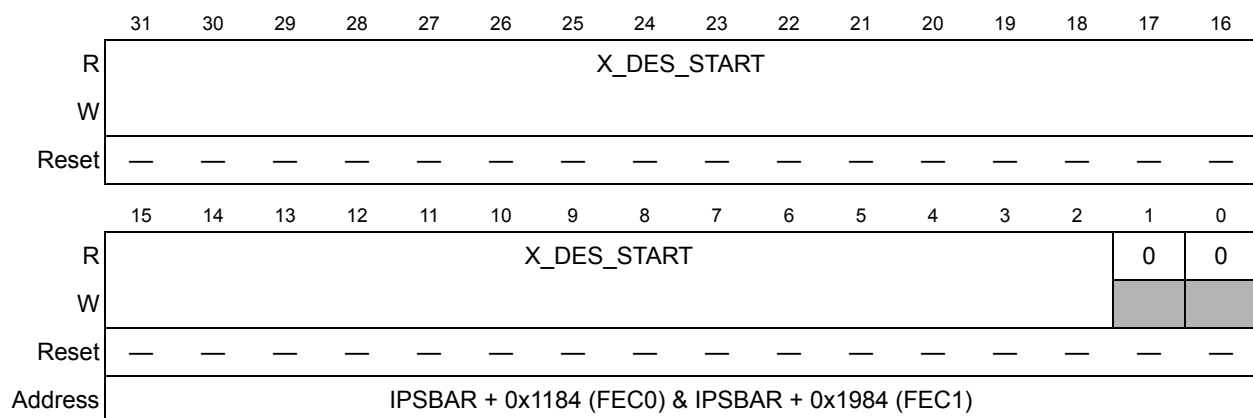 31 30 29 28 27 26 25 24 23 22 21 20 19 18 17 16
R X_DES_START
W
Reset — — — — — — — — — — — — — — — —
15 14 13 12 11 10 9 8 7 6 5 4 3 2 1 0
R X_DES_START 0 0
W
Reset — — — — — — — — — — — — — — — —
Address IPSBAR + 0x1184 (FEC0) & IPSBAR + 0x1984 (FEC1)